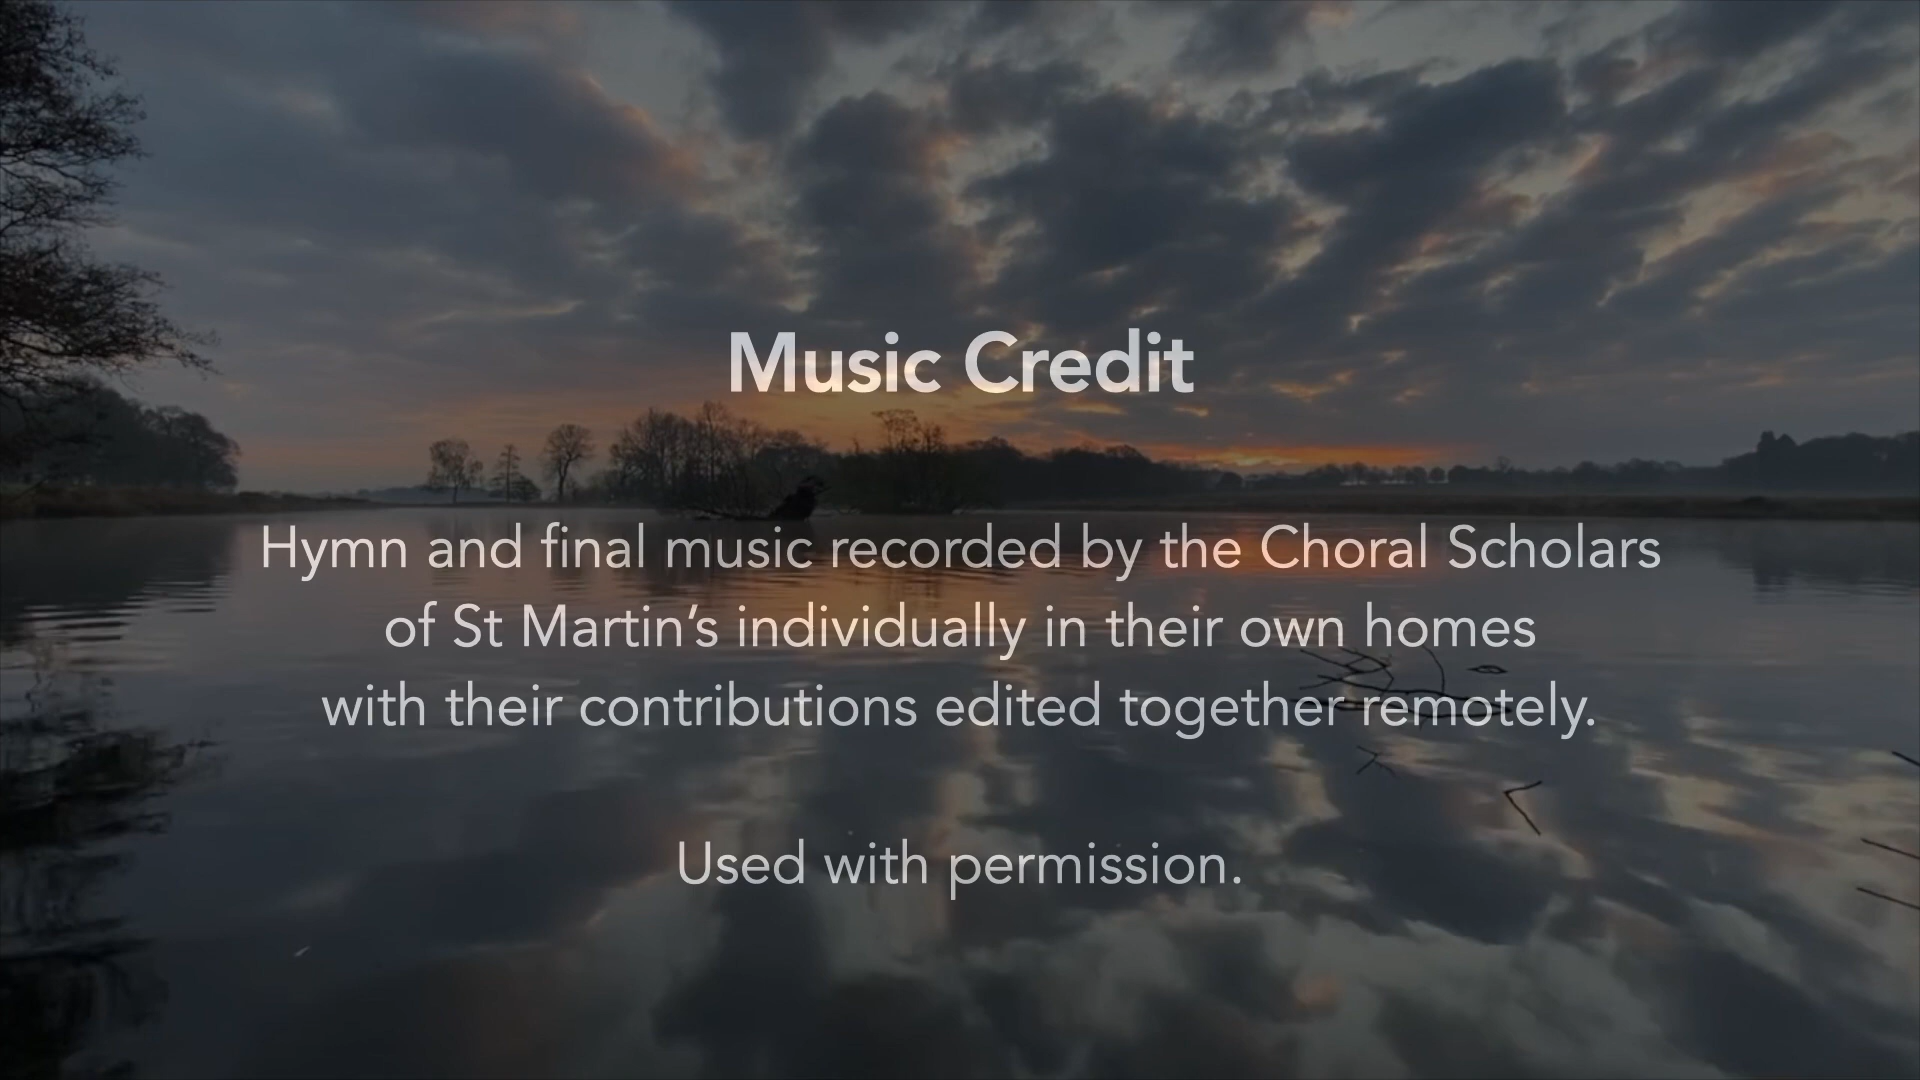 Music Credit
Hymn and final music recorded by the Choral Scholars
of St Martin’s individually in their own homes
with their contributions edited together remotely.
Used with permission.